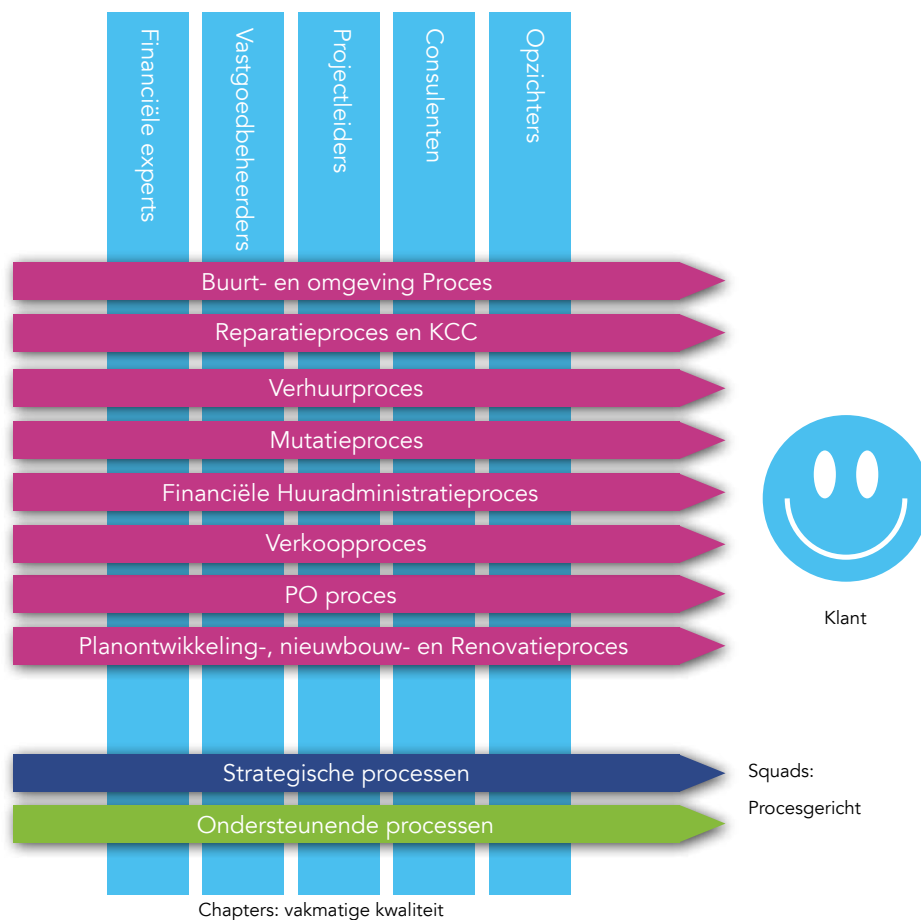 Financiële experts
Vastgoedbeheerders
Projectleiders
Consulenten
Opzichters
Buurt- en omgeving Proces
Reparatieproces en KCC
Verhuurproces
Mutatieproces
Financiële Huuradministratieproces
Verkoopproces
PO proces
Planontwikkeling-, nieuwbouw- en Renovatieproces
Klant
Strategische processen
Squads:
Procesgericht
Ondersteunende processen
Chapters: vakmatige kwaliteit